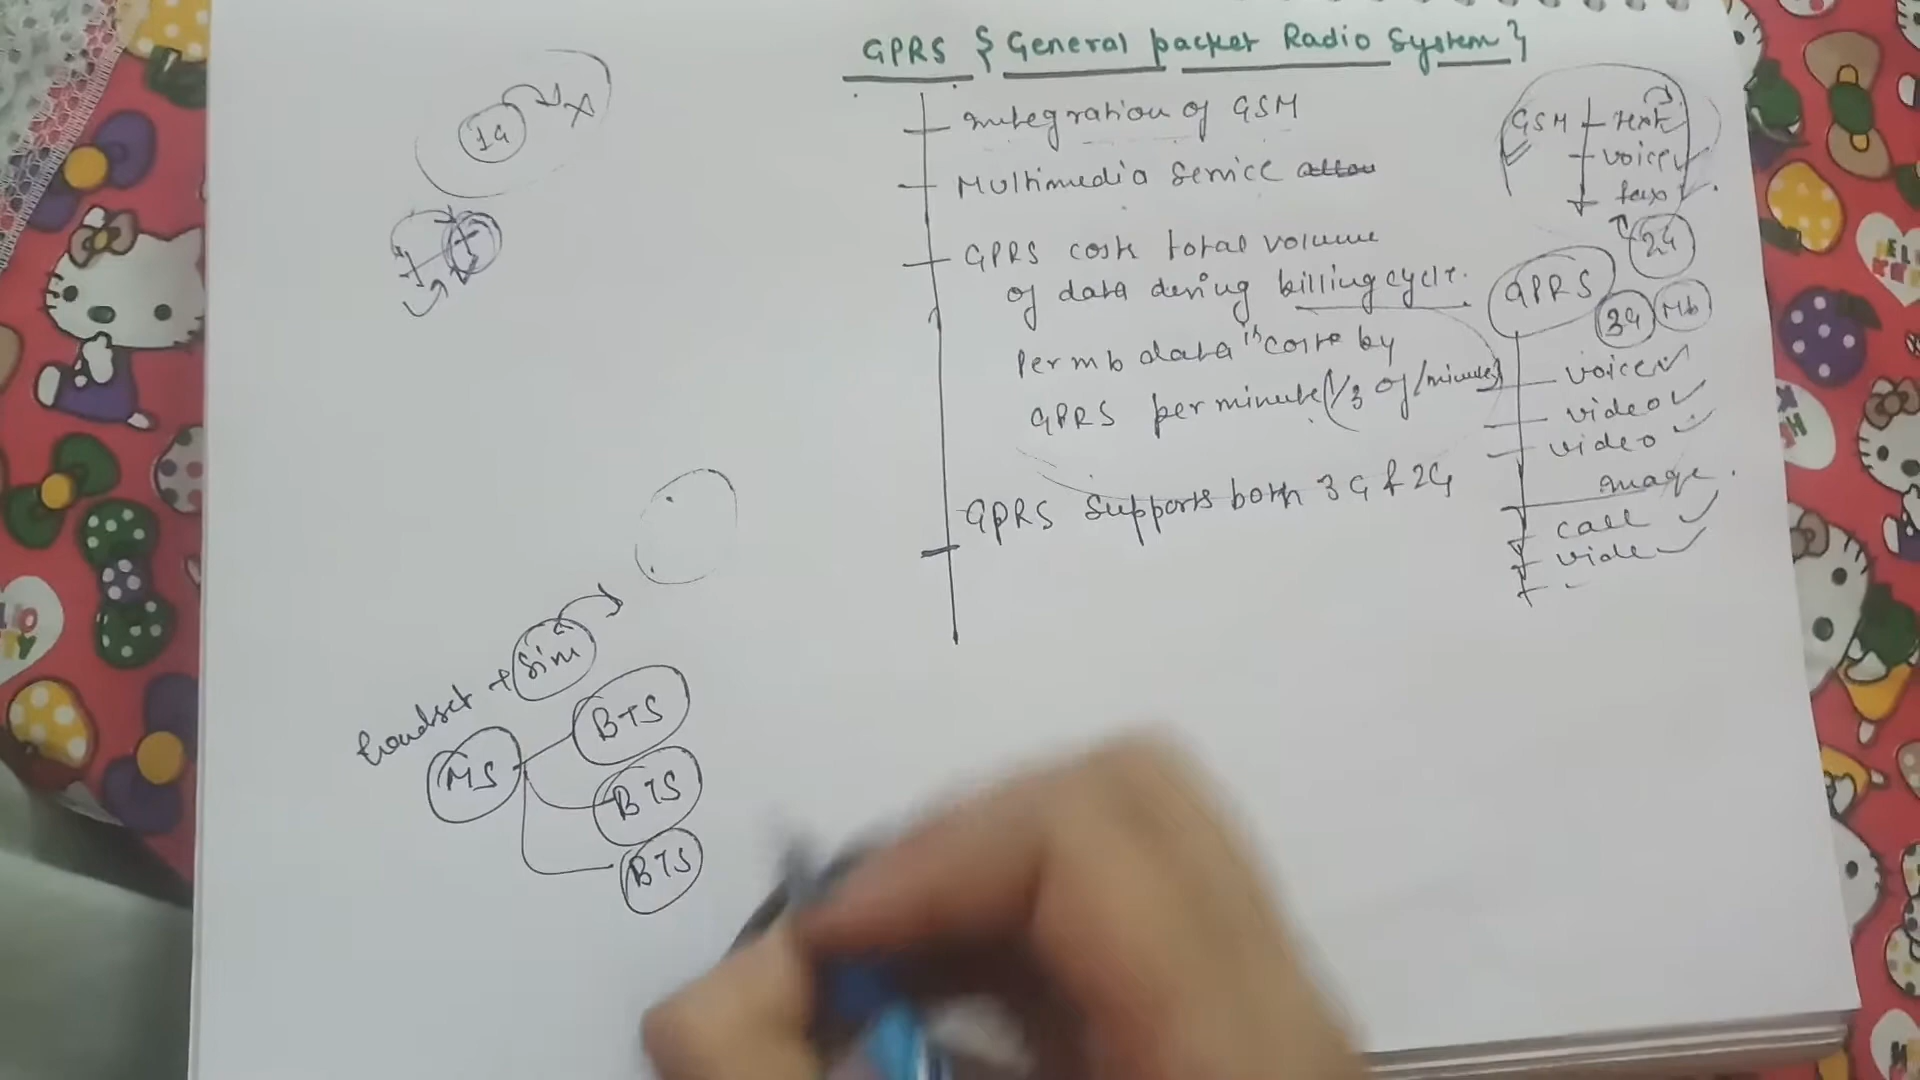 GPRS { General packet Radio System }
integration of GSM
Multimedia Service
GPRS costs total volume
of data during billing cycle.
Per mb data is costs by
GPRS per minute (1/3 of /minute)
GPRS supports both 3G & 2G
GSM
text
voice
fax
2G
GPRS
3G
Mb
voice
video
video
image
call
vide
1G
handset + Sim
MS
BTS
BTS
BTS